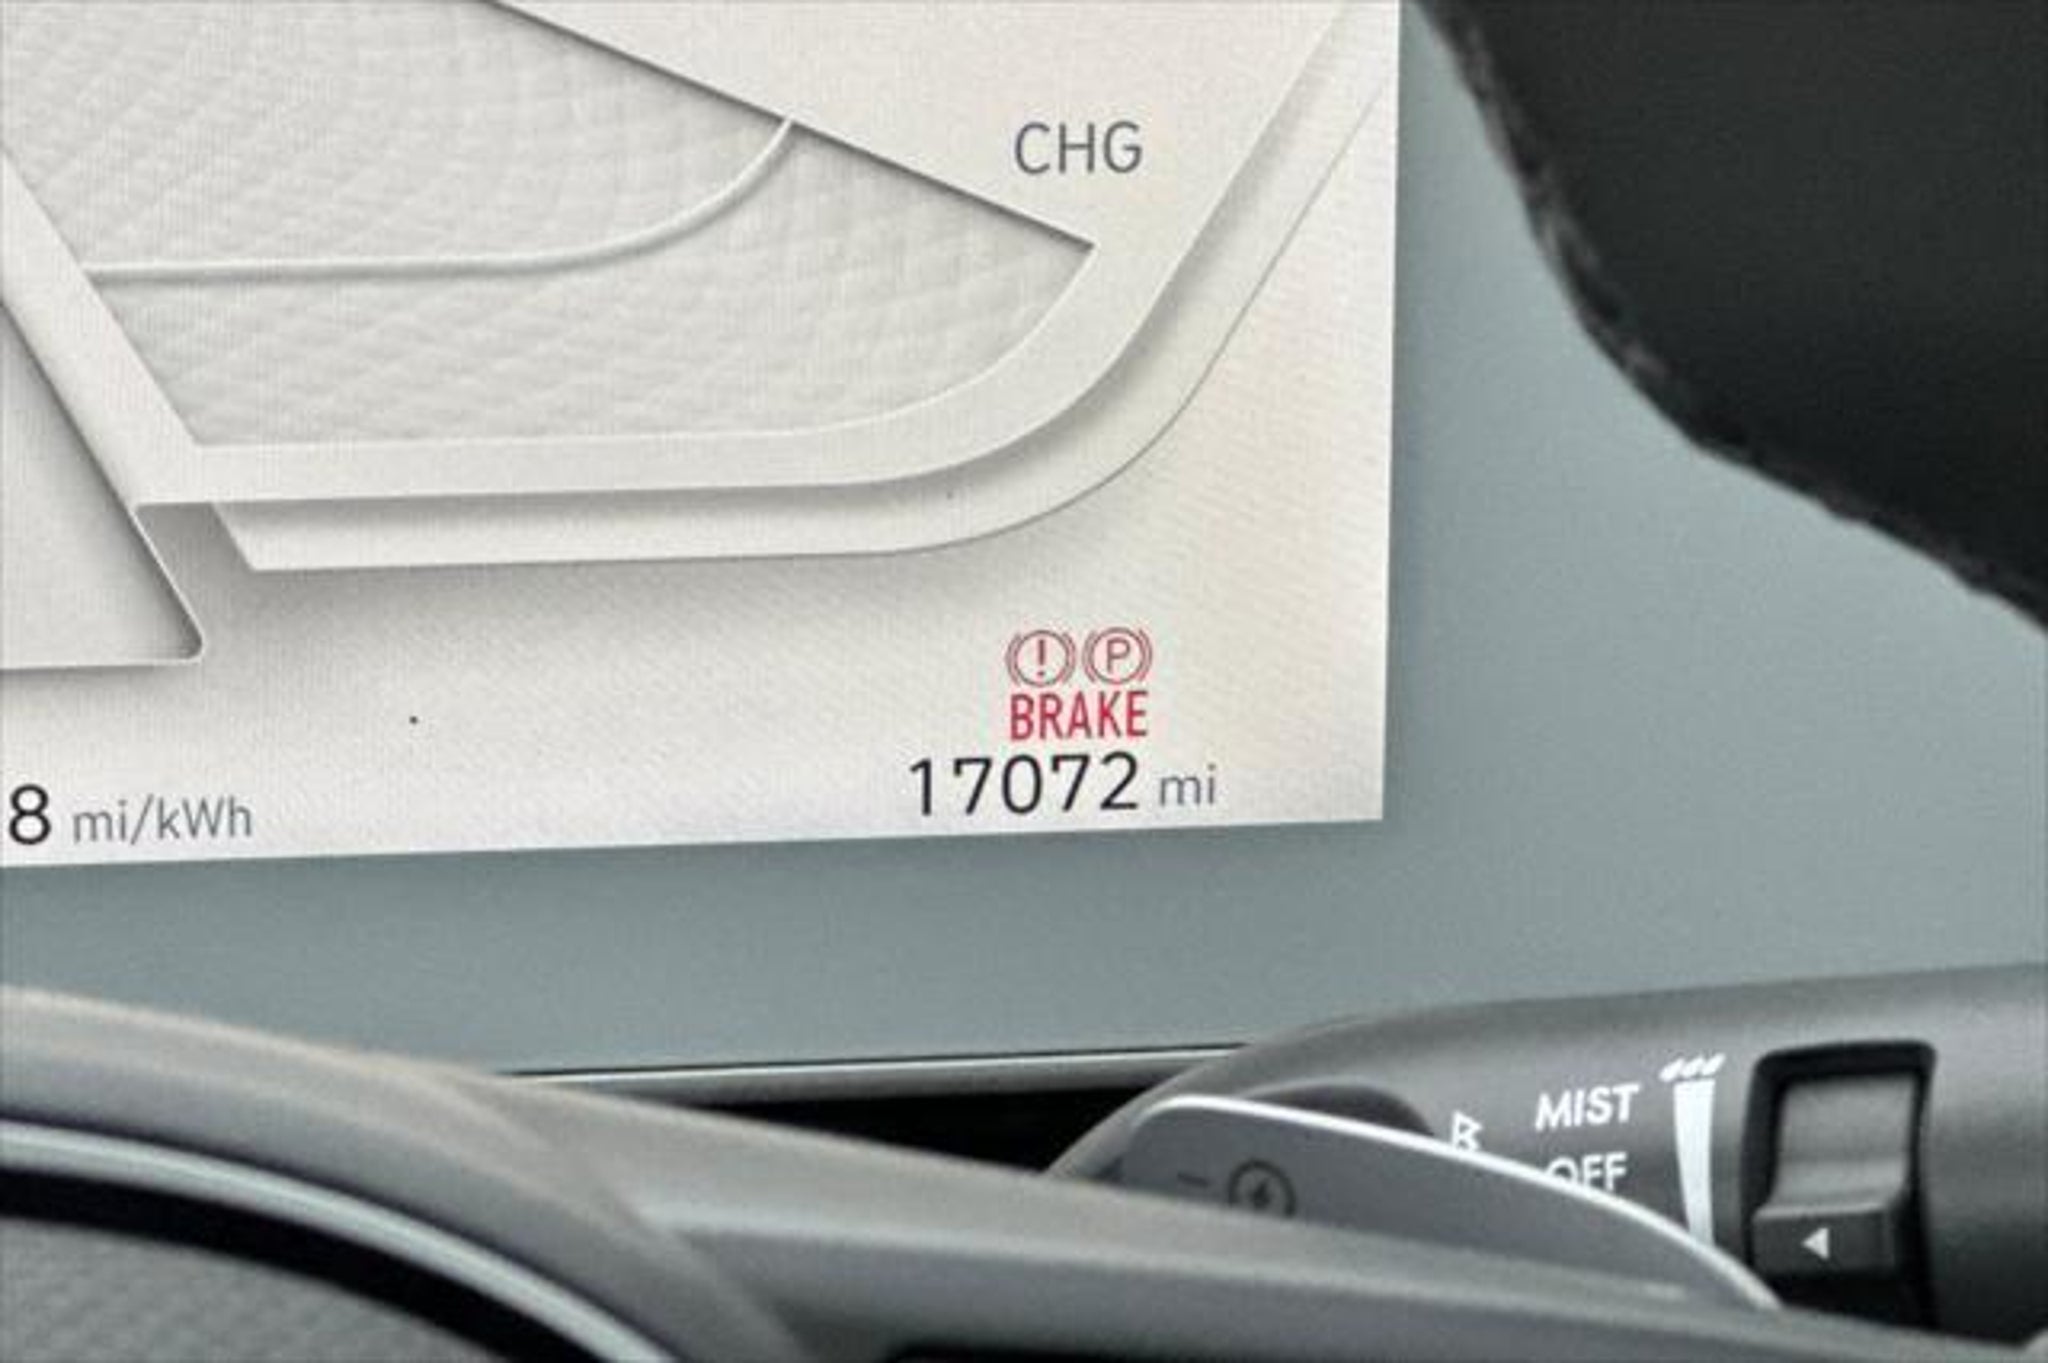 CHG
BRAKE
17072 mi
8 mi/kWh
MIST
OFF